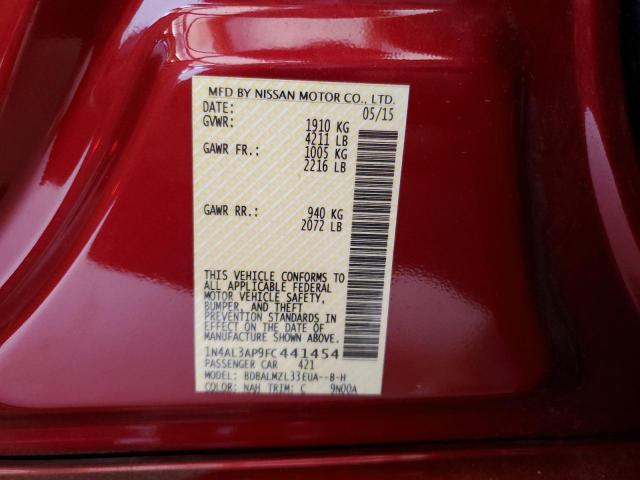 MFD BY NISSAN MOTOR CO., LTD.
DATE: 05/15
GVWR: 1910 KG
4211 LB
GAWR FR.: 1005 KG
2216 LB
GAWR RR.: 940 KG
2072 LB
THIS VEHICLE CONFORMS TO
ALL APPLICABLE FEDERAL
MOTOR VEHICLE SAFETY,
BUMPER, AND THEFT
PREVENTION STANDARDS IN
EFFECT ON THE DATE OF
MANUFACTURE SHOWN ABOVE.
1N4AL3AP9FC441454
PASSENGER CAR 421
MODEL: BDBALMZL33EUA--B-H
COLOR: NAH TRIM: C 9N00A